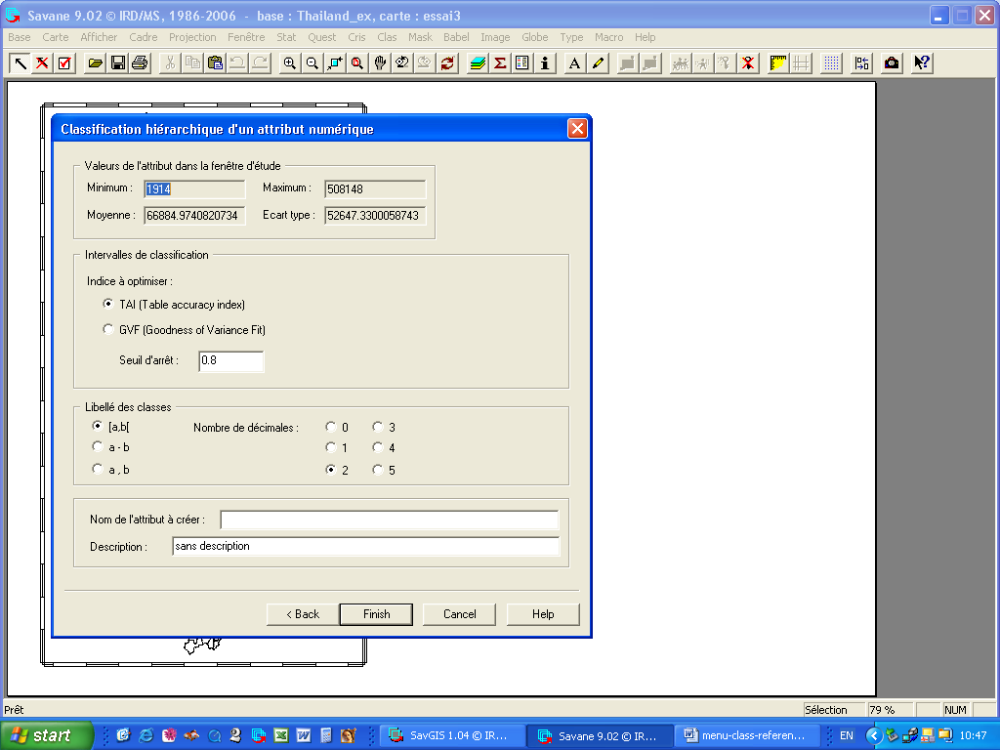 Savane 9.02 © IRD/MS, 1986-2006 - base : Thailand_ex, carte : essai3
Base Carte Afficher Cadre Projection Fenêtre Stat Quest Cris Clas Mask Babel Image Globe Type Macro Help
Classification hiérarchique d'un attribut numérique
Valeurs de l'attribut dans la fenêtre d'étude
Minimum : 1914 Maximum : 508148
Moyenne : 66884.9740820734 Ecart type : 52647.3300058743
Intervalles de classification
Indice à optimiser :
TAI (Table accuracy index)
GVF (Goodness of Variance Fit)
Seuil d'arrêt : 0.8
Libellé des classes
[a,b[ Nombre de décimales : 0 3
a - b 1 4
a , b 2 5
Nom de l'attribut à créer :
Description : sans description
< Back Finish Cancel Help
Prêt Sélection 79 % NUM
start SavGIS 1.04 © IR... Savane 9.02 © IR... menu-class-referen... EN 10:47